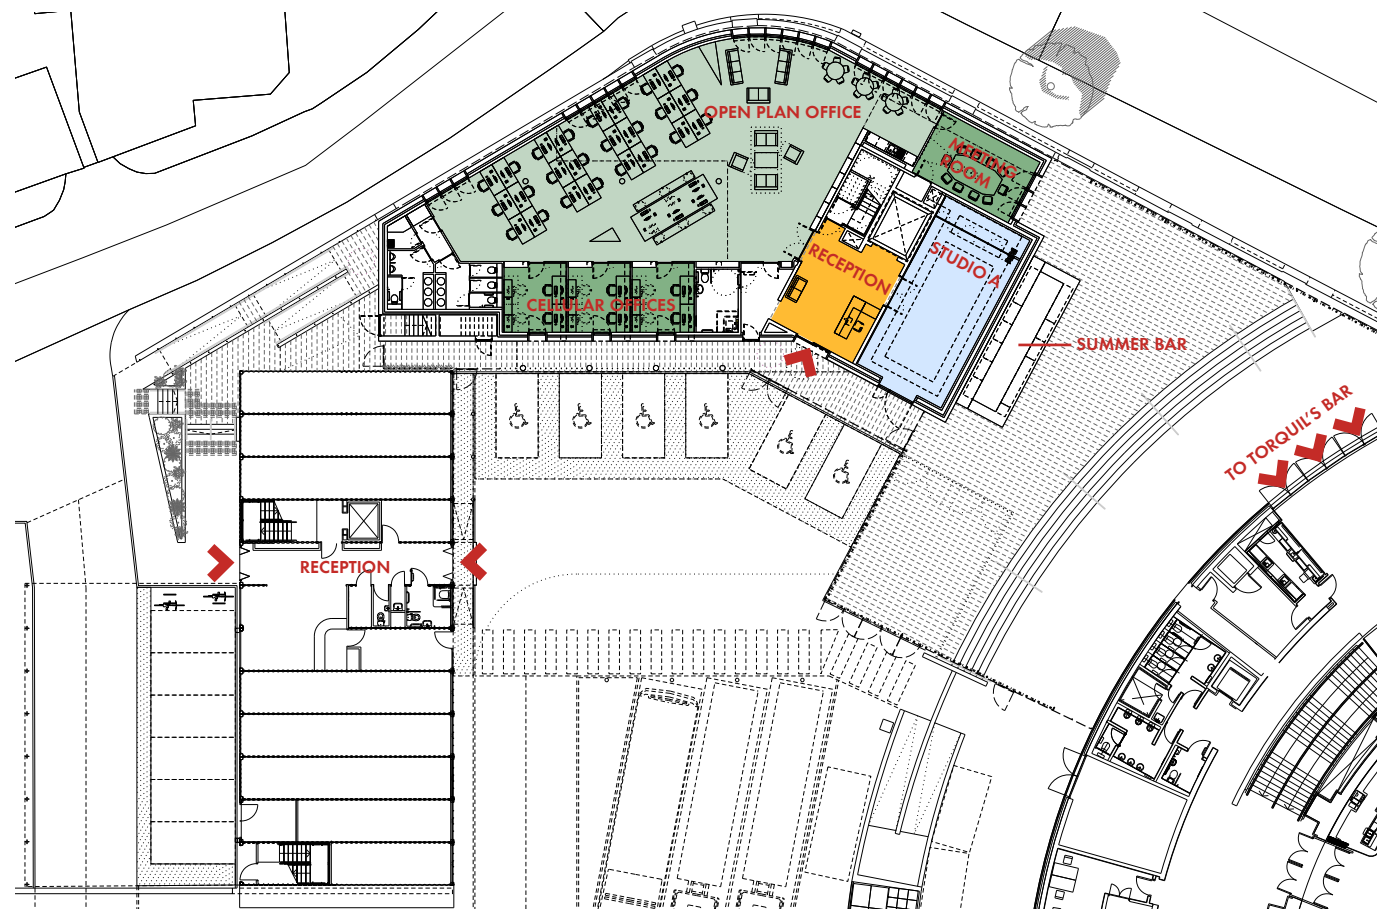 OPEN PLAN OFFICE
MEETING
ROOM
RECEPTION
STUDIO A
CELLULAR OFFICES
SUMMER BAR
TO TORQUIL'S BAR
RECEPTION